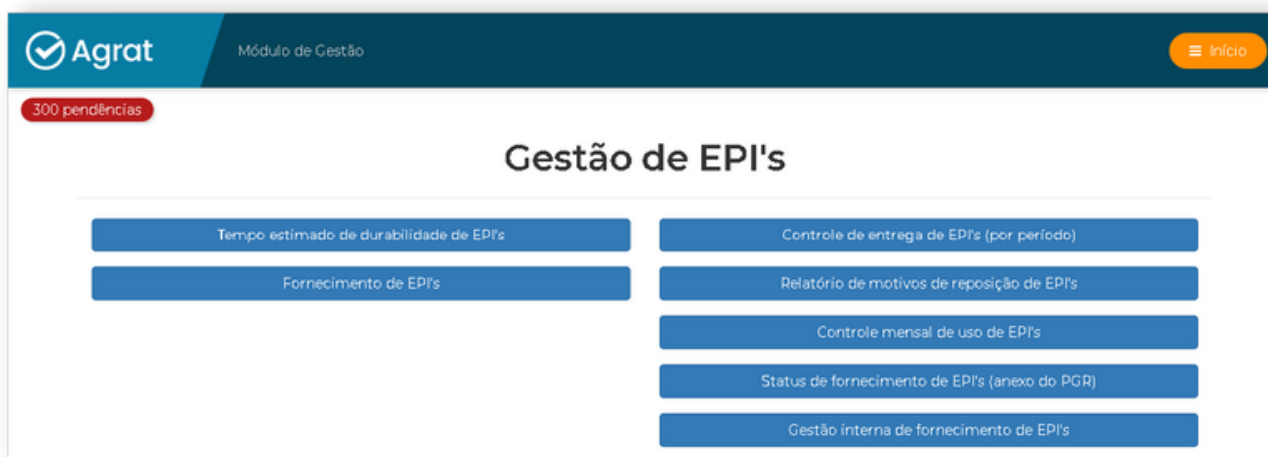 Agrat
Módulo de Gestão
Início
300 pendências
Gestão de EPI's
Tempo estimado de durabilidade de EPI's
Fornecimento de EPI's
Controle de entrega de EPI's (por período)
Relatório de motivos de reposição de EPI's
Controle mensal de uso de EPI's
Status de fornecimento de EPI's (anexo do PGR)
Gestão interna de fornecimento de EPI's